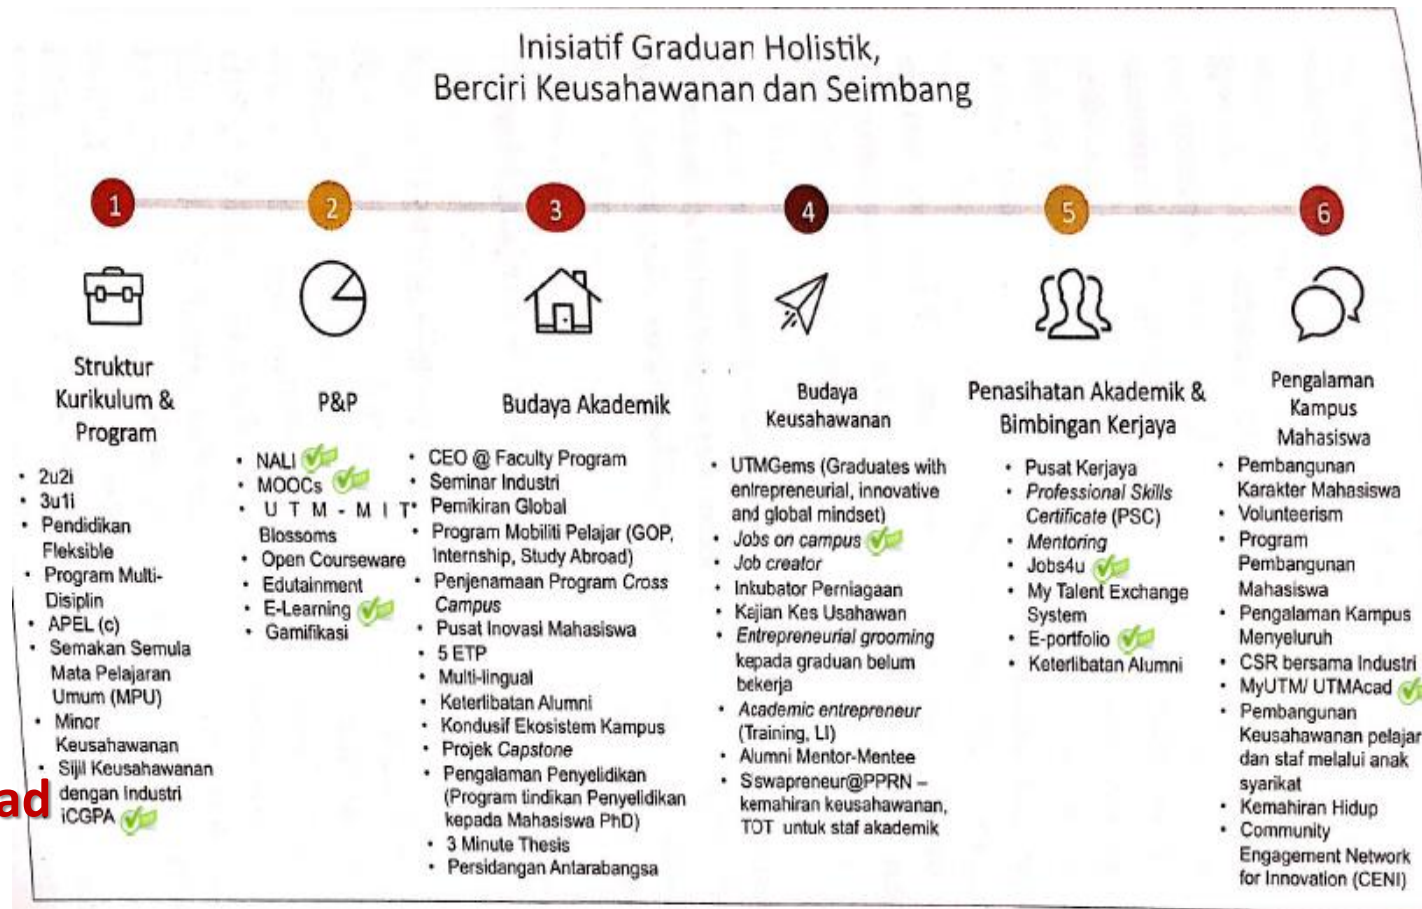 Inisiatif Graduan Holistik,
Berciri Keusahawanan dan Seimbang
1
2
3
4
5
6
Struktur
Kurikulum &
Program
• 2u2i
• 3u1i
• Pendidikan
Fleksible
• Program Multi-
Disiplin
• APEL (c)
• Semakan Semula
Mata Pelajaran
Umum (MPU)
• Minor
Keusahawanan
• Sijil Keusahawanan
dengan Industri
iCGPA
ad
P&P
• NALI
• MOOCs
• U T M - M I T
Blossoms
• Open Courseware
• Edutainment
• E-Learning
• Gamifikasi
Budaya Akademik
• CEO @ Faculty Program
• Seminar Industri
• Pemikiran Global
• Program Mobiliti Pelajar (GOP,
Internship, Study Abroad)
• Penjenamaan Program Cross
Campus
• Pusat Inovasi Mahasiswa
• 5 ETP
• Multi-lingual
• Keterlibatan Alumni
• Kondusif Ekosistem Kampus
• Projek Capstone
• Pengalaman Penyelidikan
(Program tindikan Penyelidikan
kepada Mahasiswa PhD)
• 3 Minute Thesis
• Persidangan Antarabangsa
Budaya
Keusahawanan
• UTMGems (Graduates with
entrepreneurial, innovative
and global mindset)
• Jobs on campus
• Job creator
• Inkubator Perniagaan
• Kajian Kes Usahawan
• Entrepreneurial grooming
kepada graduan belum
bekerja
• Academic entrepreneur
(Training, LI)
• Alumni Mentor-Mentee
• Siswapreneur@PPRN –
kemahiran keusahawanan,
TOT untuk staf akademik
Penasihatan Akademik &
Bimbingan Kerjaya
• Pusat Kerjaya
• Professional Skills
Certificate (PSC)
• Mentoring
• Jobs4u
• My Talent Exchange
System
• E-portfolio
• Keterlibatan Alumni
Pengalaman
Kampus
Mahasiswa
• Pembangunan
Karakter Mahasiswa
• Volunteerism
• Program
Pembangunan
Mahasiswa
• Pengalaman Kampus
Menyeluruh
• CSR bersama Industri
• MyUTM/ UTMAcad
• Pembangunan
Keusahawanan pelajar
dan staf melalui anak
syarikat
• Kemahiran Hidup
• Community
Engagement Network
for Innovation (CENI)